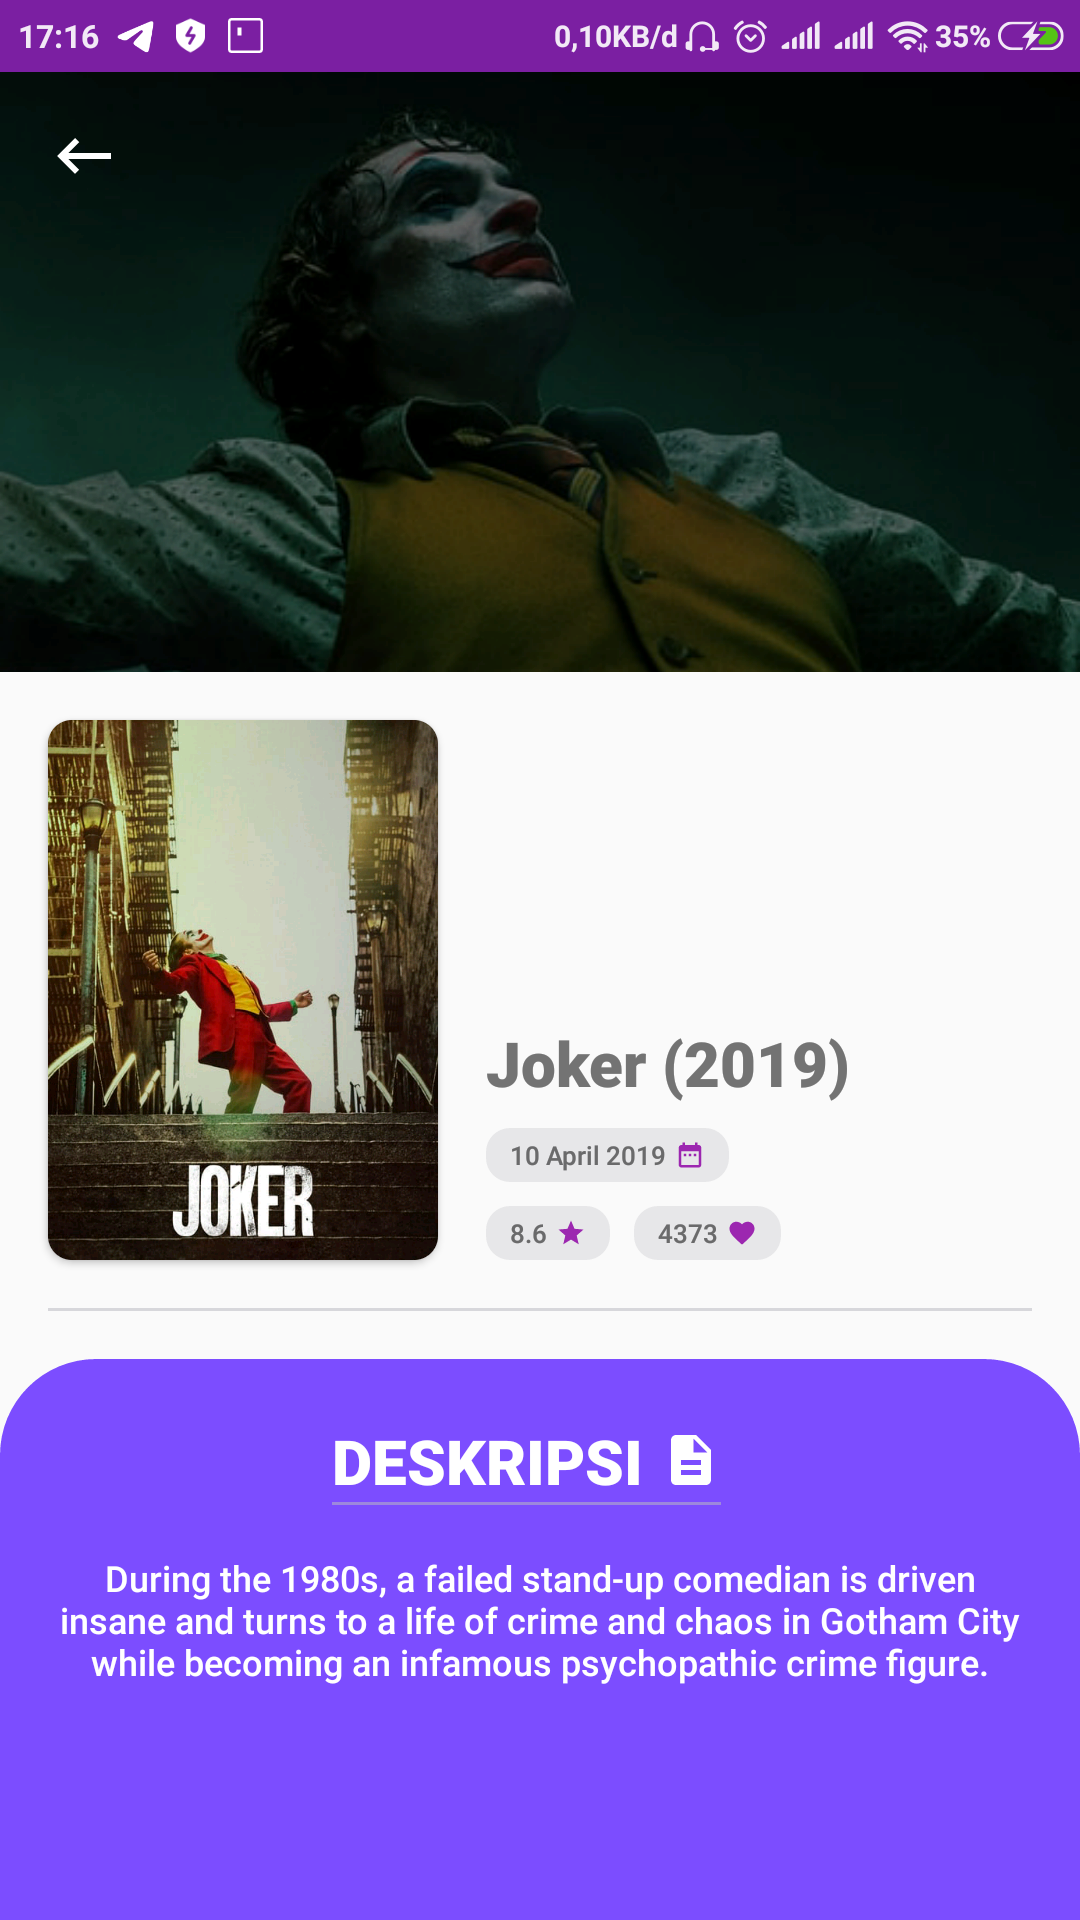 17:16
0,10KB/d
35%
JOKER
Joker (2019)
10 April 2019
8.6
4373
DESKRIPSI
During the 1980s, a failed stand-up comedian is driven
insane and turns to a life of crime and chaos in Gotham City
while becoming an infamous psychopathic crime figure.